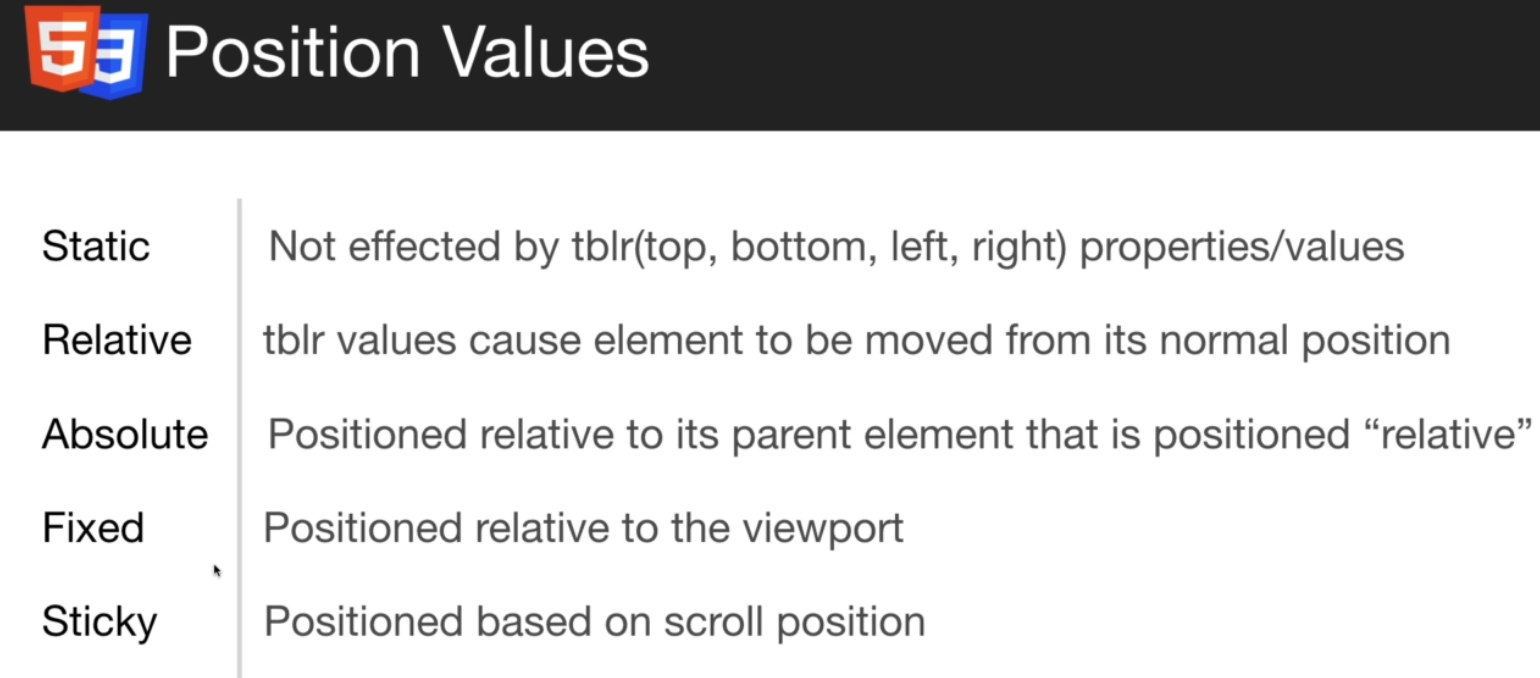 5 3 Position Values
Static Not effected by tblr(top, bottom, left, right) properties/values
Relative tblr values cause element to be moved from its normal position
Absolute Positioned relative to its parent element that is positioned “relative”
Fixed Positioned relative to the viewport
Sticky Positioned based on scroll position